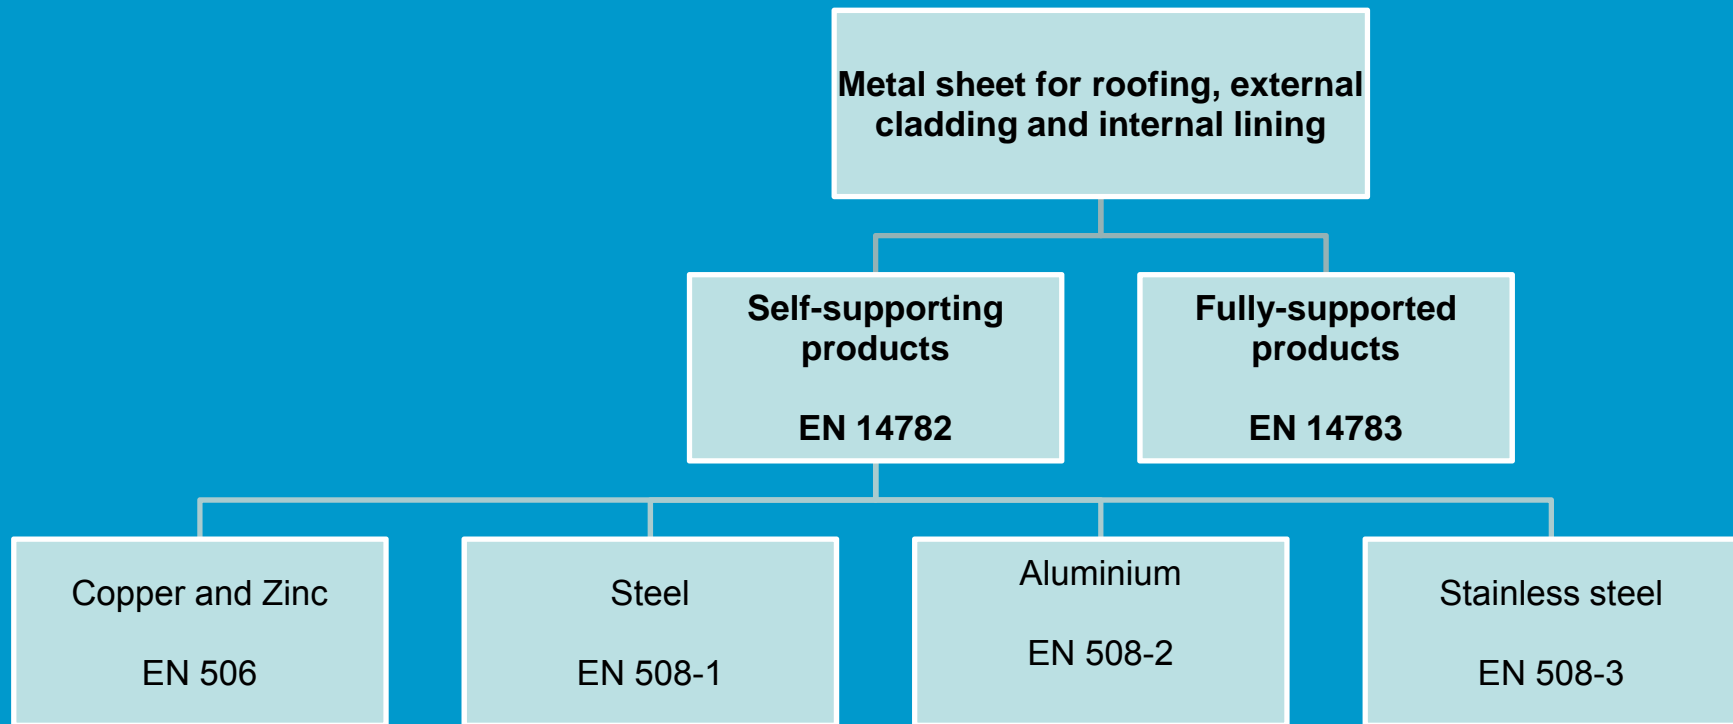 Metal sheet for roofing, external
cladding and internal lining
Self-supporting
products
EN 14782
Fully-supported
products
EN 14783
Copper and Zinc
EN 506
Steel
EN 508-1
Aluminium
EN 508-2
Stainless steel
EN 508-3